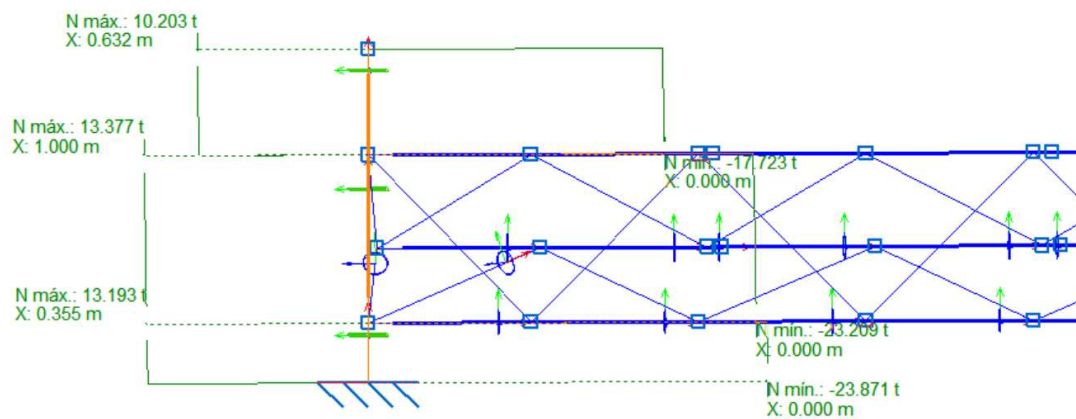 N máx.: 10.203 t
X: 0.632 m
N máx.: 13.377 t
X: 1.000 m
N mín.: -17.723 t
X: 0.000 m
N máx.: 13.193 t
X: 0.355 m
N mín.: -23.209 t
X: 0.000 m
N mín.: -23.871 t
X: 0.000 m